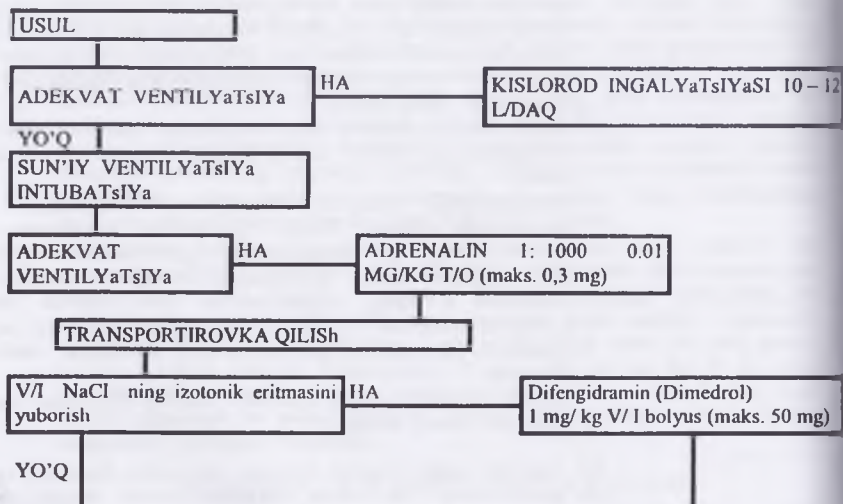 USUL
ADEKVAT VENTILYaTsIYa
HA
KISLOROD INGALYaTsIYaSI 10 – 12
L/DAQ
YO'Q
SUN'IY VENTILYaTsIYa
INTUBATsIYa
ADEKVAT
VENTILYaTsIYa
HA
ADRENALIN 1: 1000 0.01
MG/KG T/O (maks. 0,3 mg)
TRANSPORTIROVKA QILISh
V/I NaCI ning izotonik eritmasini
yuborish
HA
Difengidramin (Dimedrol)
1 mg/ kg V/ I bolyus (maks. 50 mg)
YO'Q